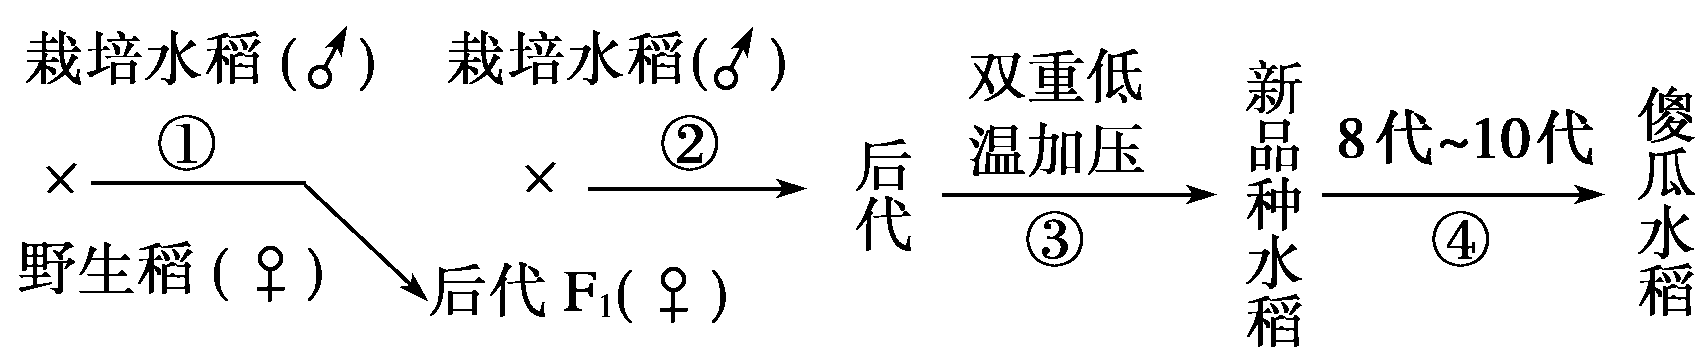 栽培水稻(♂)
①
×
野生稻(♀)
栽培水稻(♂)
②
×
后代F₁(♀)
后代
双重低
温加压
③
新品种水稻
8代~10代
④
傻瓜水稻